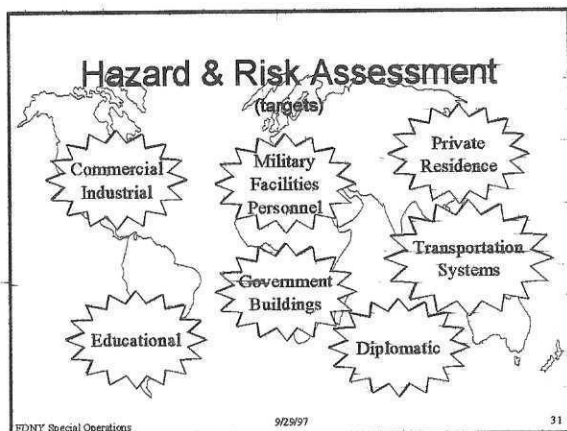 Hazard & Risk Assessment
(targets)
Commercial
Industrial
Military
Facilities
Personnel
Private
Residence
Government
Buildings
Transportation
Systems
Educational
Diplomatic
FDNY Special Operations
9/29/97
31